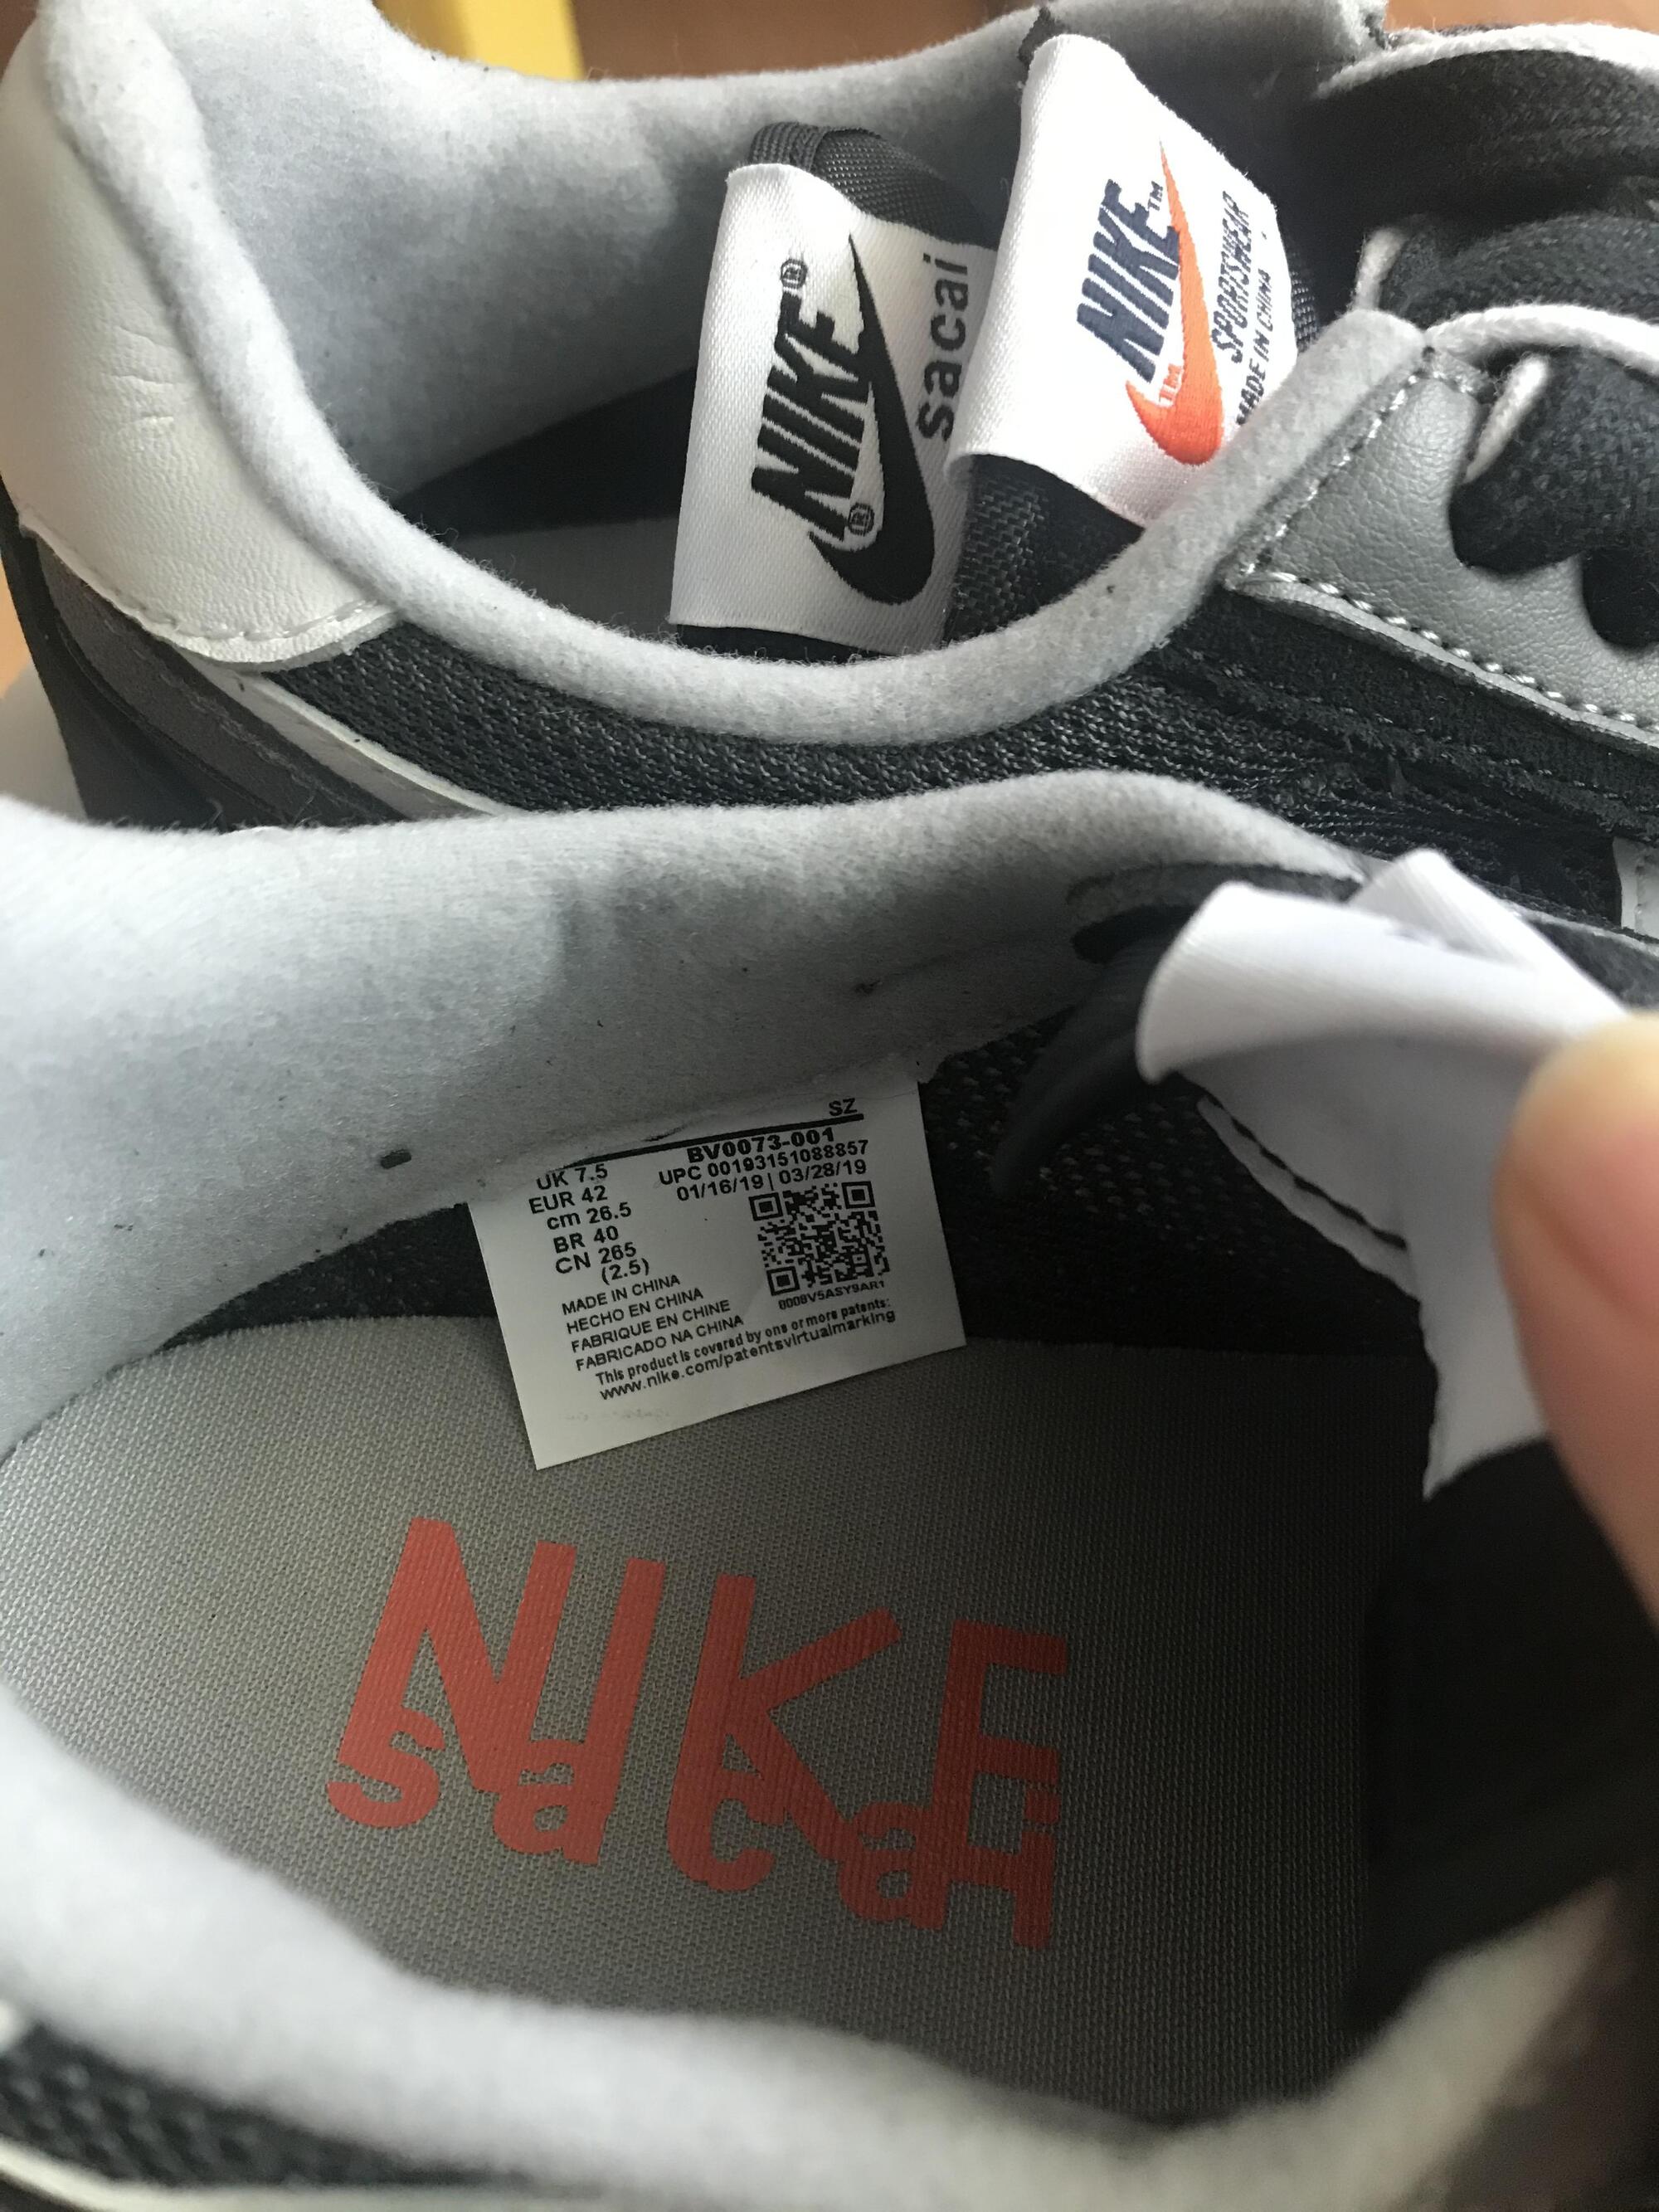 NIKE®
®
sacai
NIKE™
TM
SPORTSWEAR
MADE IN CHINA
SZ
BV0073-001
UK 7.5
UPC 00193151088857
EUR 42
01/16/19 | 03/28/19
cm 26.5
BR 40
CN 265
(2.5)
0008V5ASY9AR1
MADE IN CHINA
HECHO EN CHINA
FABRIQUE EN CHINE
FABRICADO NA CHINA
This product is covered by one or more patents:
www.nike.com/patentsvirtualmarking
NIKE
sacai